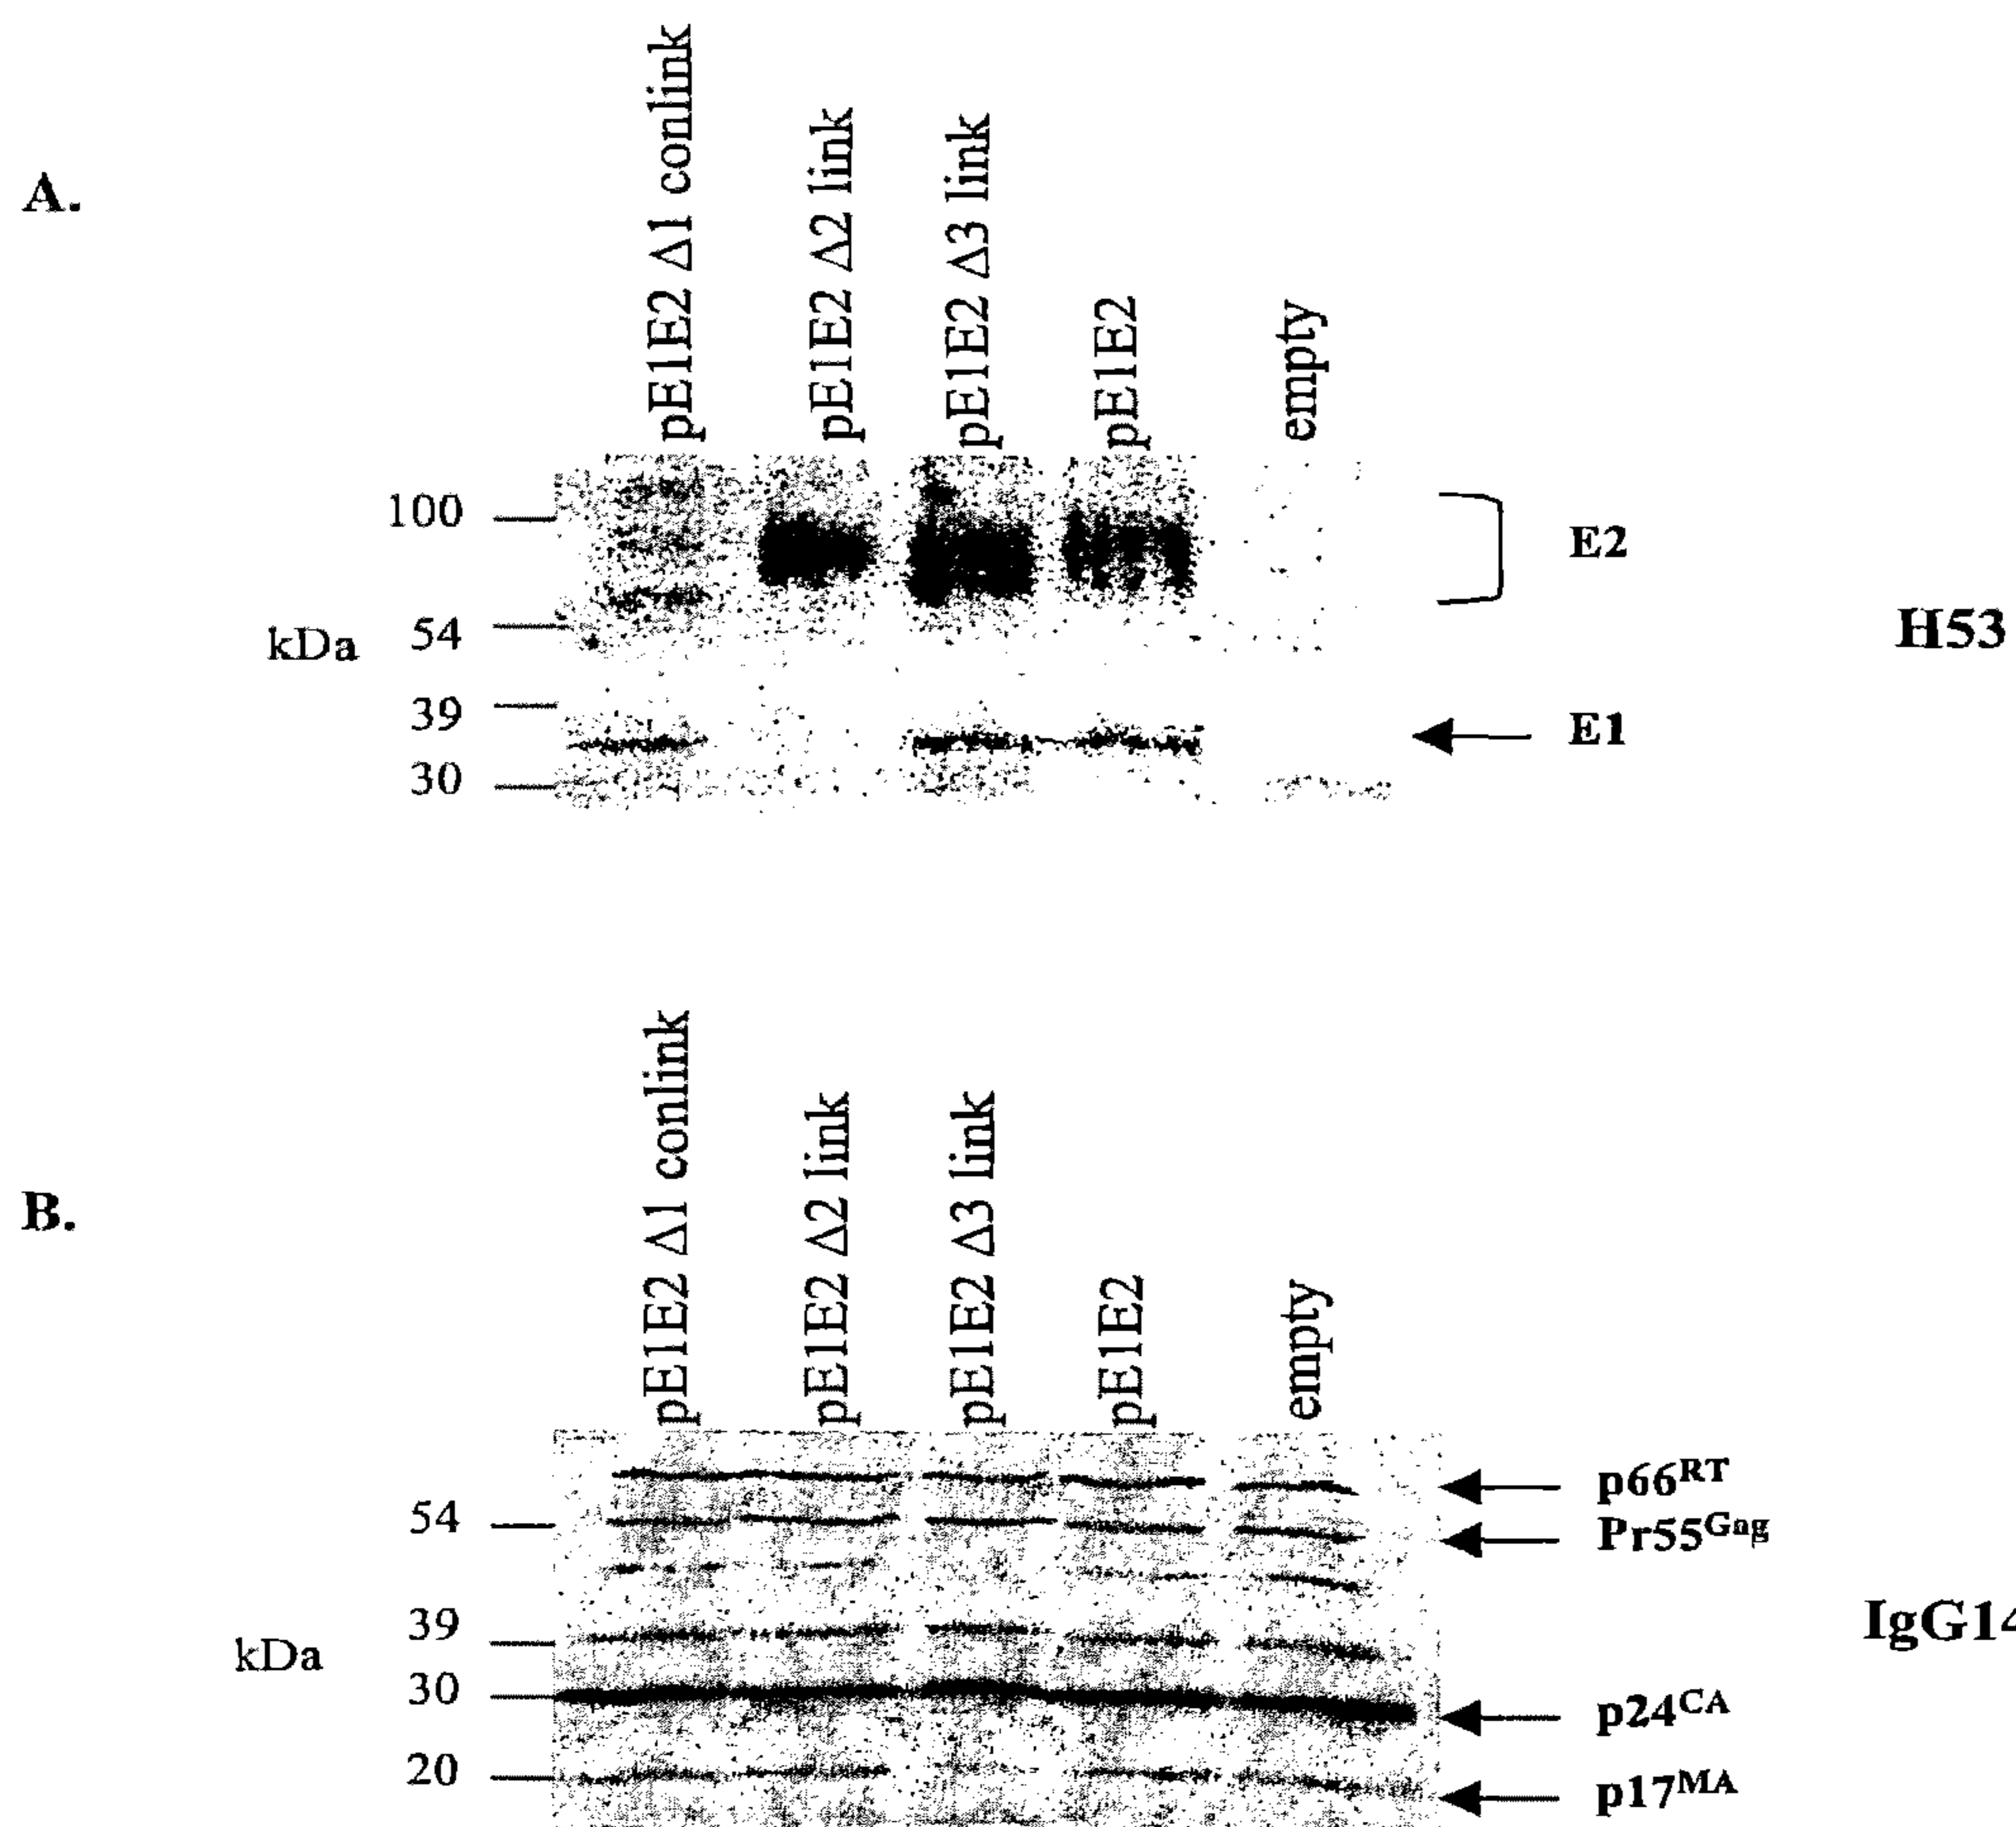 A.
pE1E2 Δ1 conlink
pE1E2 Δ2 link
pE1E2 Δ3 link
pE1E2
empty
100
54
kDa
39
30
E2
E1
H53
B.
pE1E2 Δ1 conlink
pE1E2 Δ2 link
pE1E2 Δ3 link
pE1E2
empty
54
39
kDa
30
20
p66RT
Pr55Gag
p24CA
p17MA
IgG14